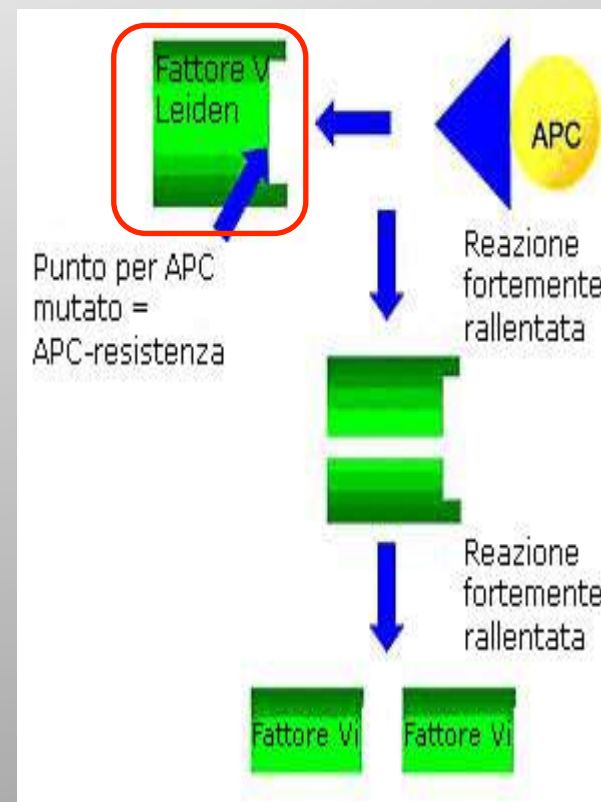 Fattore V
Leiden
APC
Punto per APC
mutato =
APC-resistenza
Reazione
fortemente
rallentata
Reazione
fortemente
rallentata
Fattore Vi
Fattore Vi